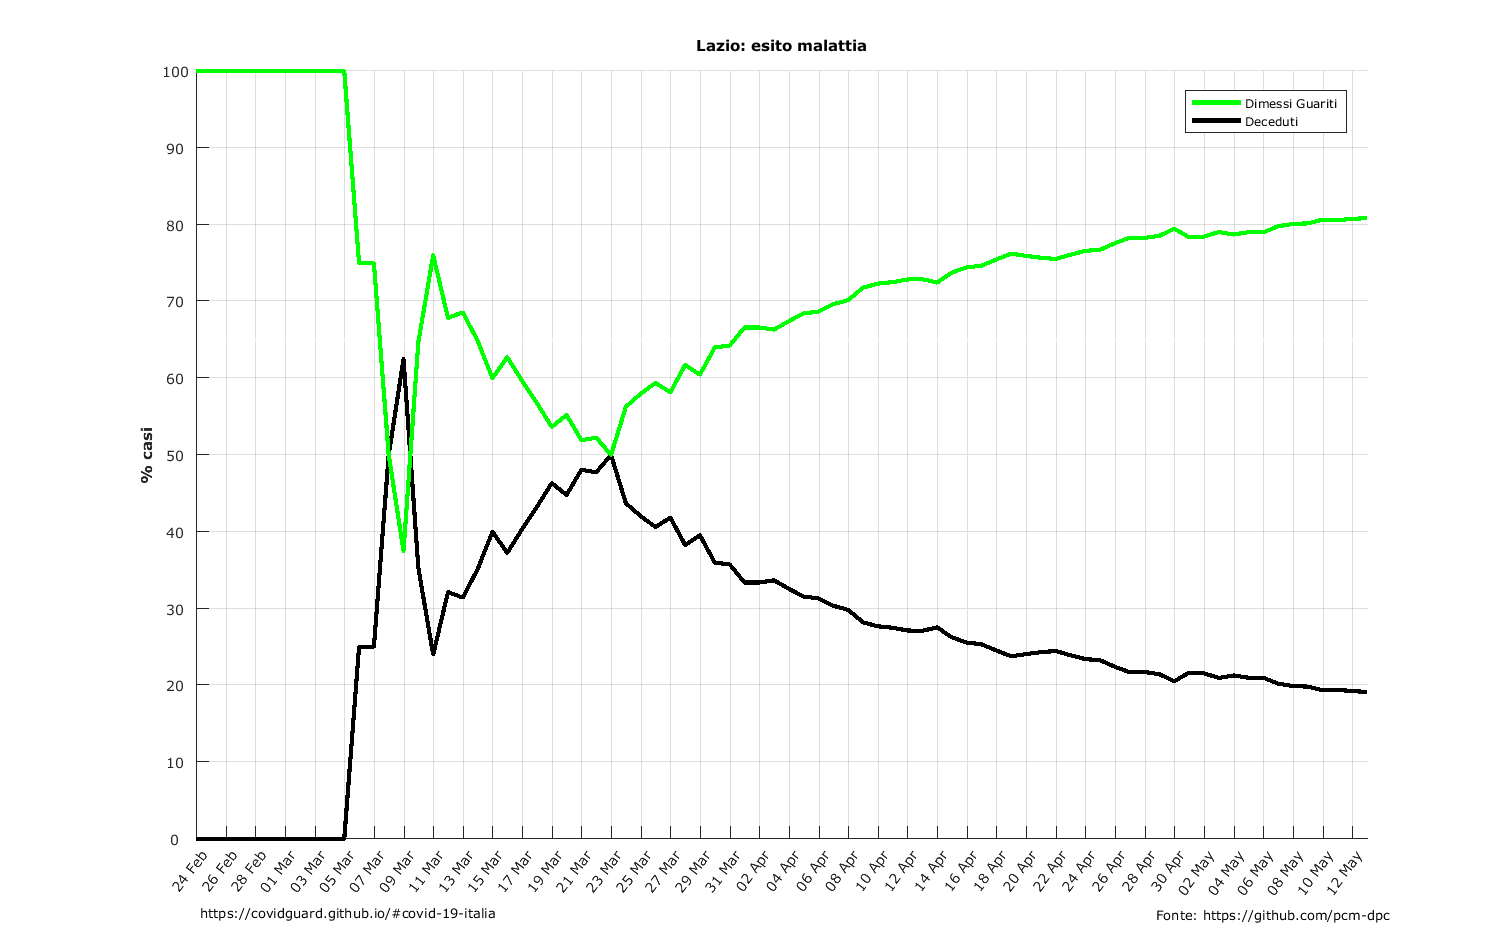 Lazio: esito malattia
100
90
80
70
60
50
40
30
20
10
0
% casi
Dimessi Guariti
Deceduti
24 Feb
26 Feb
28 Feb
01 Mar
03 Mar
05 Mar
07 Mar
09 Mar
11 Mar
13 Mar
15 Mar
17 Mar
19 Mar
21 Mar
23 Mar
25 Mar
27 Mar
29 Mar
31 Mar
02 Apr
04 Apr
06 Apr
08 Apr
10 Apr
12 Apr
14 Apr
16 Apr
18 Apr
20 Apr
22 Apr
24 Apr
26 Apr
28 Apr
30 Apr
02 May
04 May
06 May
08 May
10 May
12 May
https://covidguard.github.io/#covid-19-italia
Fonte: https://github.com/pcm-dpc